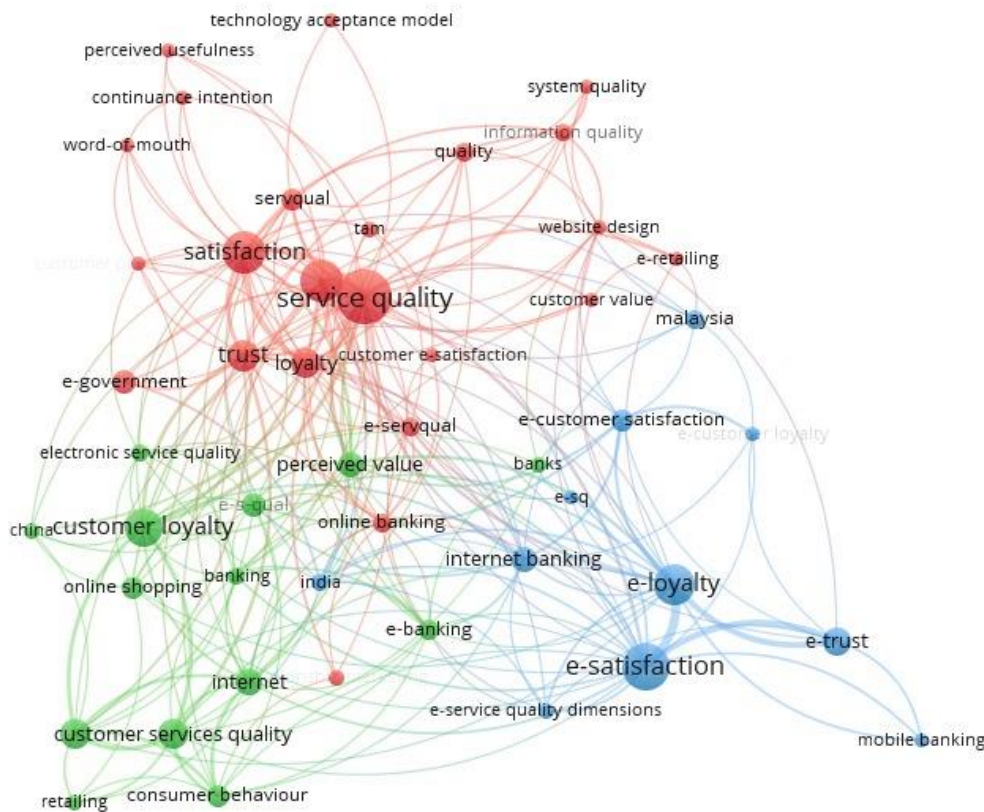 technology acceptance model
perceived usefulness
system quality
continuance intention
information quality
word-of-mouth
quality
servqual
tam
website design
satisfaction
e-retailing
customer
service quality
customer value
malaysia
trust
loyalty
customer e-satisfaction
e-government
e-customer satisfaction
e-servqual
e-customer loyalty
electronic service quality
perceived value
banks
e-sq
e-s-qual
china
customer loyalty
online banking
internet banking
banking
india
online shopping
e-loyalty
e-banking
e-trust
e-satisfaction
internet
e-service quality dimensions
customer services quality
mobile banking
retailing
consumer behaviour